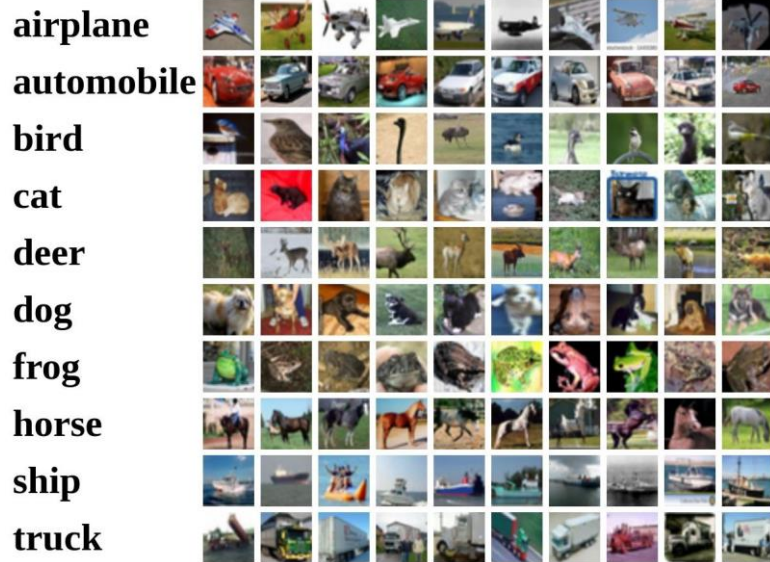 airplane
automobile
bird
cat
deer
dog
frog
horse
ship
truck